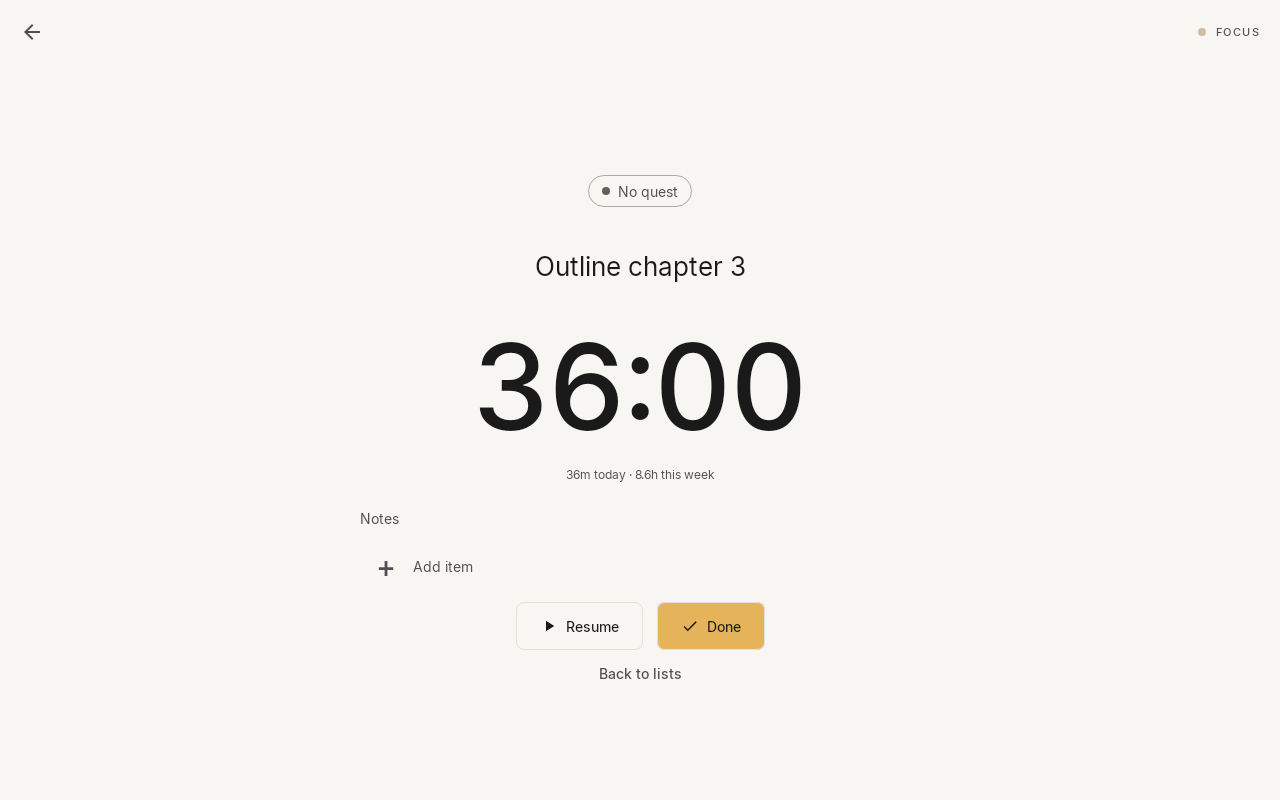 FOCUS
No quest
Outline chapter 3
36:00
36m today · 8.6h this week
Notes
Add item
Resume
Done
Back to lists